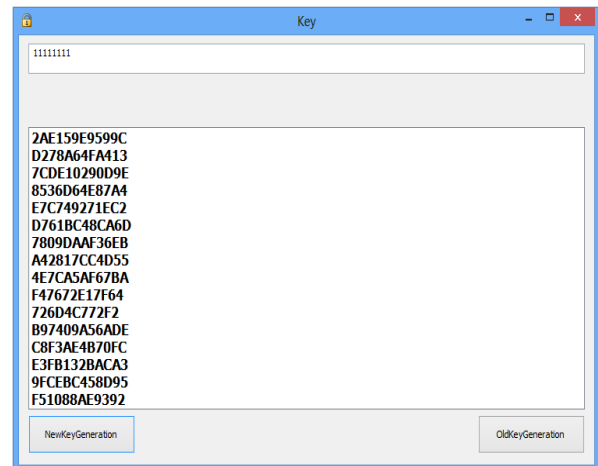 Key
11111111
2AE159E9599C
D278A64FA413
7CDE10290D9E
8536D64E87A4
E7C749271EC2
D761BC48CA6D
7809DAAF36EB
A42817CC4D55
4E7CA5AF67BA
F47672E17F64
726D4C772F2
B97409A56ADE
C8F3AE4B70FC
E3FB132BACA3
9FCEBC458D95
F51088AE9392
NewKeyGeneration
OldKeyGeneration